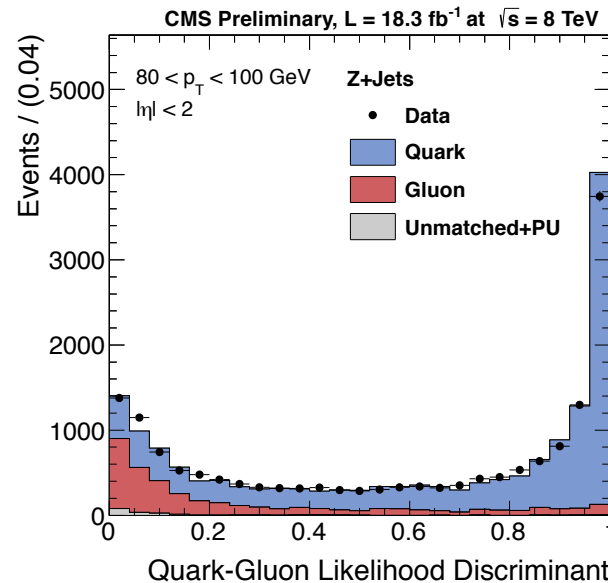 CMS Preliminary, L = 18.3 fb⁻¹ at √s = 8 TeV
Events / (0.04)
5000
4000
3000
2000
1000
0
80 < p_T < 100 GeV
|η| < 2
Z+Jets
Data
Quark
Gluon
Unmatched+PU
0 0.2 0.4 0.6 0.8 1
Quark-Gluon Likelihood Discriminant